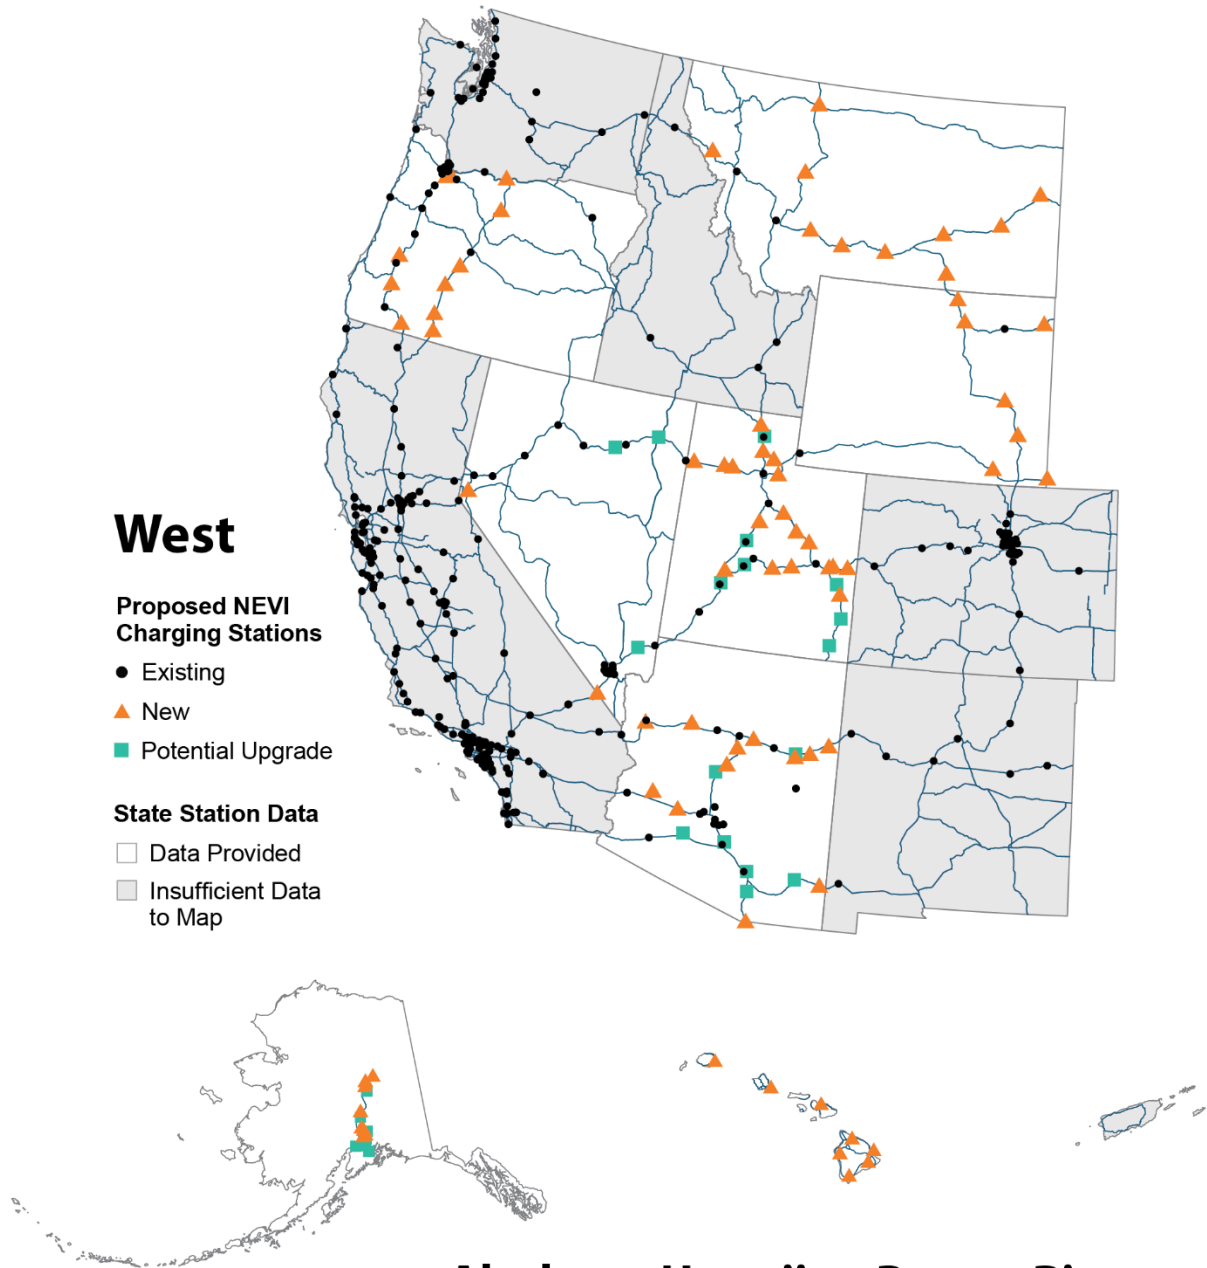 West
Proposed NEVI
Charging Stations
Existing
New
Potential Upgrade
State Station Data
Data Provided
Insufficient Data
to Map